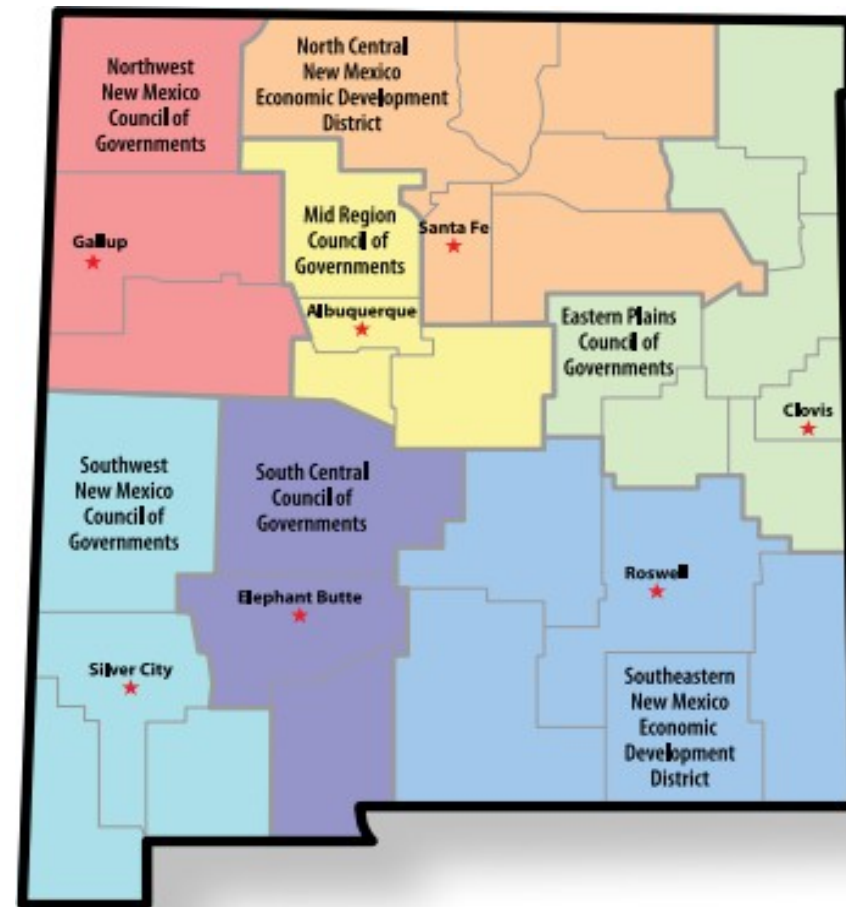 Northwest
New Mexico
Council of
Governments
North Central
New Mexico
Economic Development
District
Mid Region
Council of
Governments
Santa Fe
Gallup
Albuquerque
Eastern Plains
Council of
Governments
Clovis
Southwest
New Mexico
Council of
Governments
South Central
Council of
Governments
Roswell
Elephant Butte
Silver City
Southeastern
New Mexico
Economic
Development
District